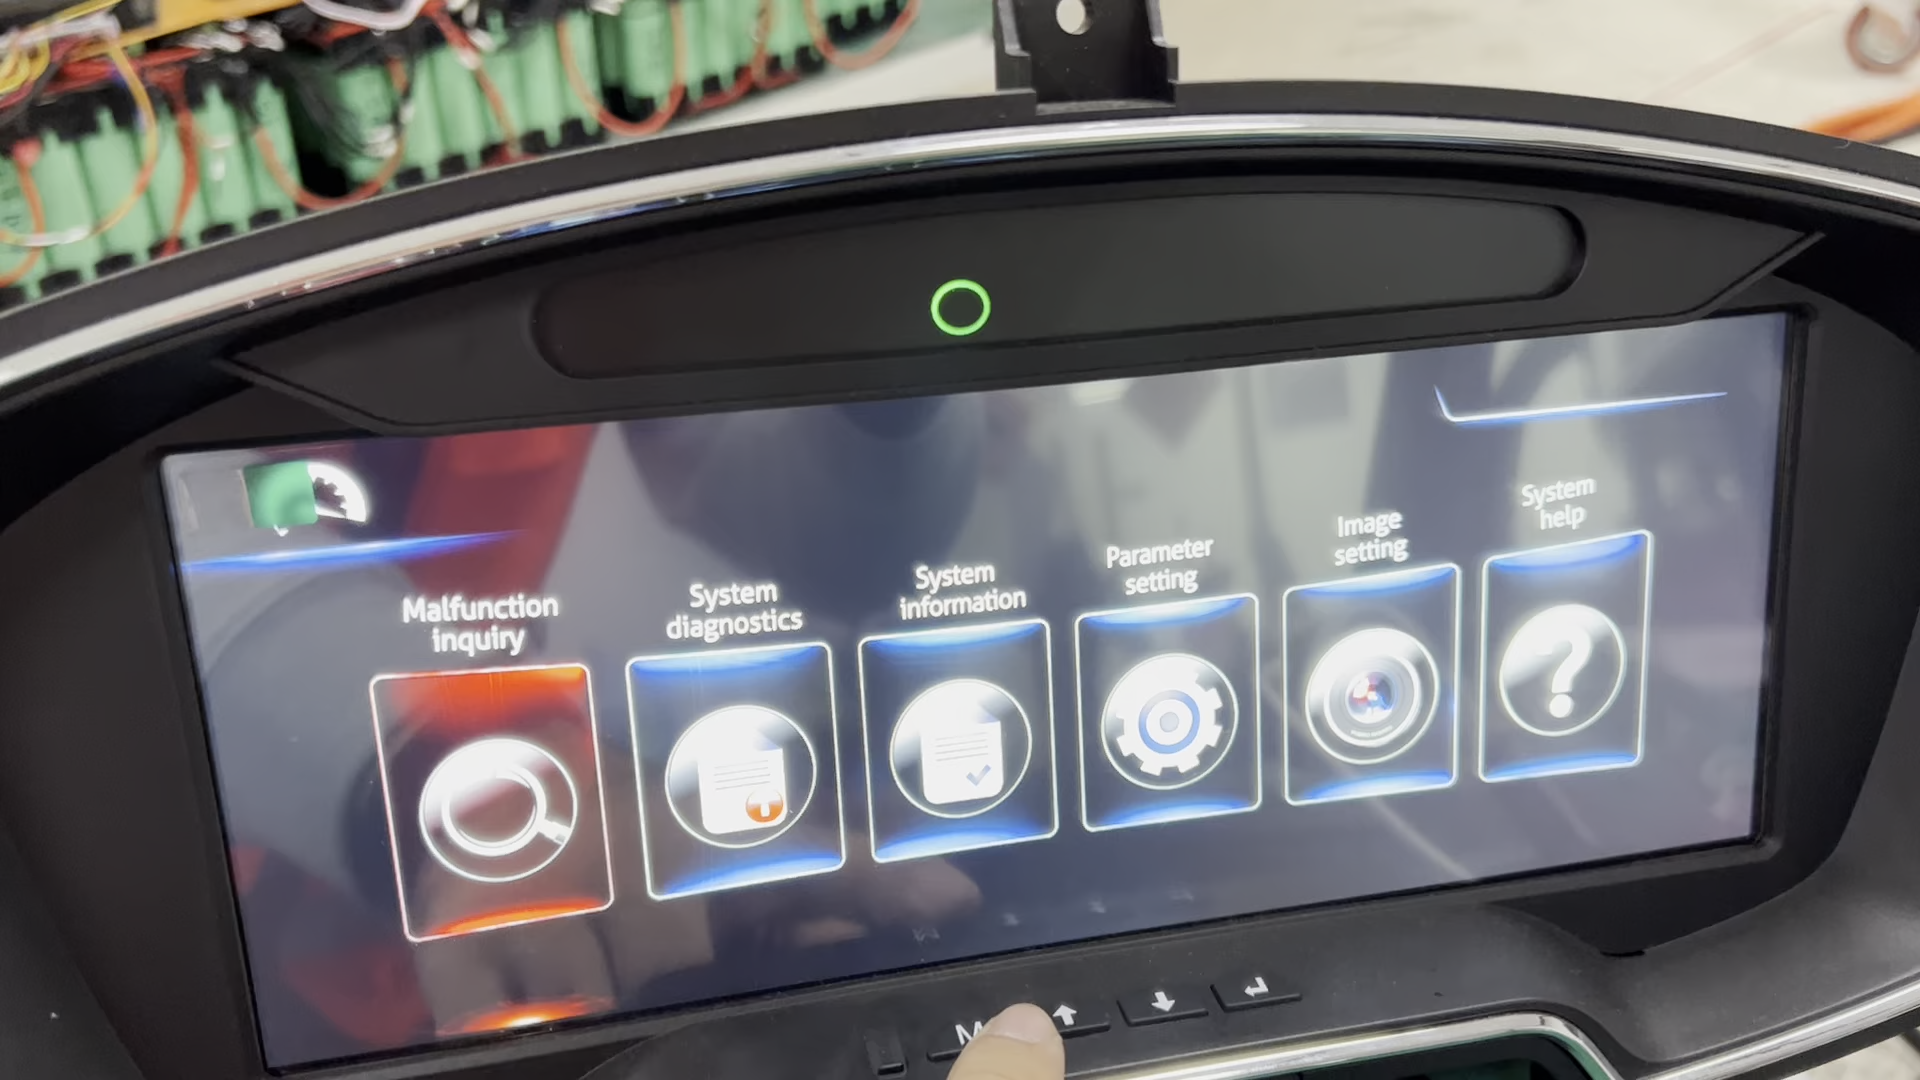 Malfunction
inquiry
System
diagnostics
System
information
Parameter
setting
Image
setting
System
help
M